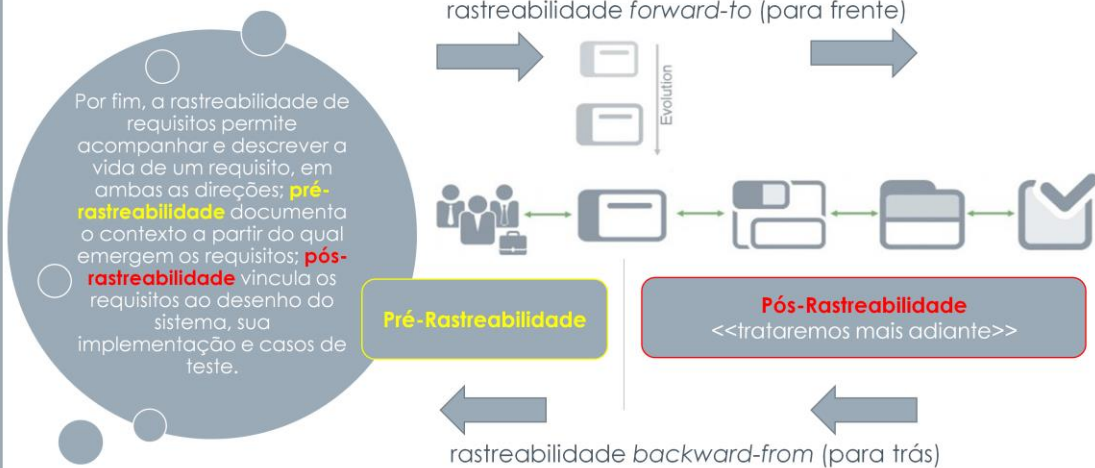 rastreabilidade forward-to (para frente)
Evolution
Por fim, a rastreabilidade de
requisitos permite
acompanhar e descrever a
vida de um requisito, em
ambas as direções; pré-
rastreabilidade documenta
o contexto a partir do qual
emergem os requisitos; pós-
rastreabilidade vincula os
requisitos ao desenho do
sistema, sua
implementação e casos de
teste.
Pré-Rastreabilidade
Pós-Rastreabilidade
<<trataremos mais adiante>>
rastreabilidade backward-from (para trás)